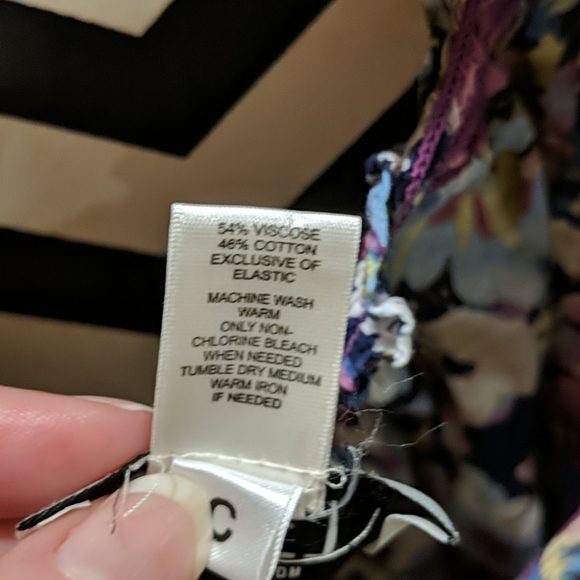 54% VISCOSE
46% COTTON
EXCLUSIVE OF
ELASTIC
MACHINE WASH
WARM
ONLY NON-
CHLORINE BLEACH
WHEN NEEDED
TUMBLE DRY MEDIUM
WARM IRON
IF NEEDED
C